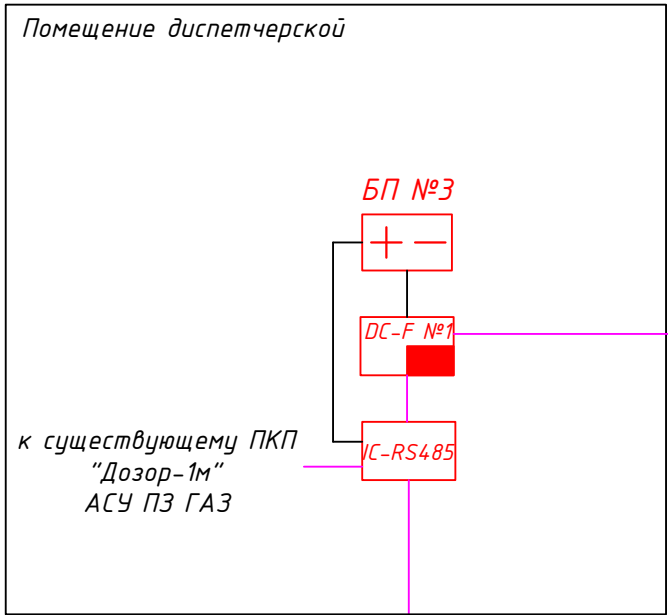 Помещение диспетчерской
БП №3
+ −
DC-F №1
к существующему ПКП
"Дозор-1м"
АСУ ПЗ ГАЗ
IC-RS485